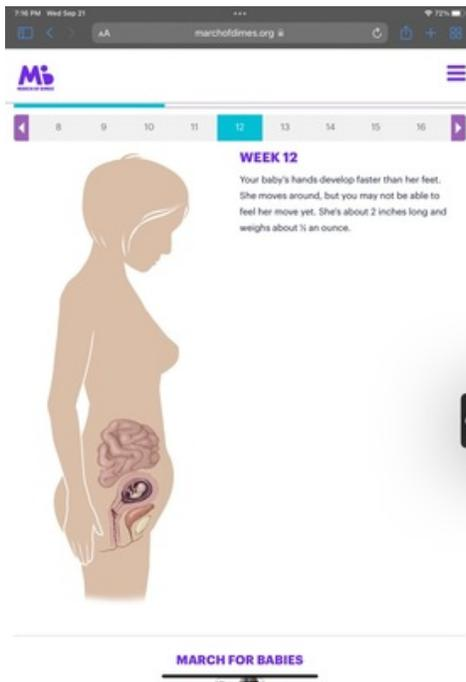 7:16 PM Wed Sep 21
72%
AA
marchofdimes.org
MARCH OF DIMES
8 9 10 11 12 13 14 15 16
WEEK 12
Your baby's hands develop faster than her feet.
She moves around, but you may not be able to
feel her move yet. She's about 2 inches long and
weighs about ½ an ounce.
MARCH FOR BABIES